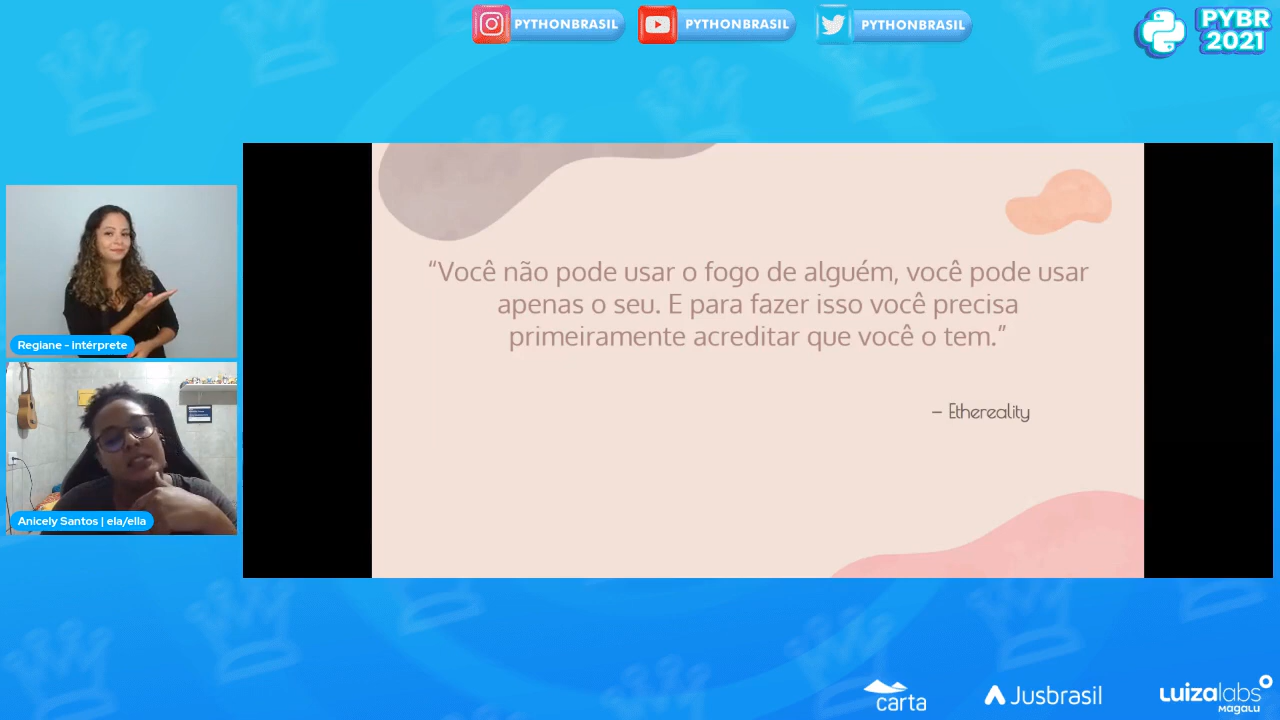 PYTHONBRASIL
PYTHONBRASIL
PYTHONBRASIL
PYBR
2021
“Você não pode usar o fogo de alguém, você pode usar
apenas o seu. E para fazer isso você precisa
primeiramente acreditar que você o tem.”
— Ethereality
Regiane - intérprete
Anicely Santos | ela/ella
carta
Jusbrasil
Luizalabs
MAGALU